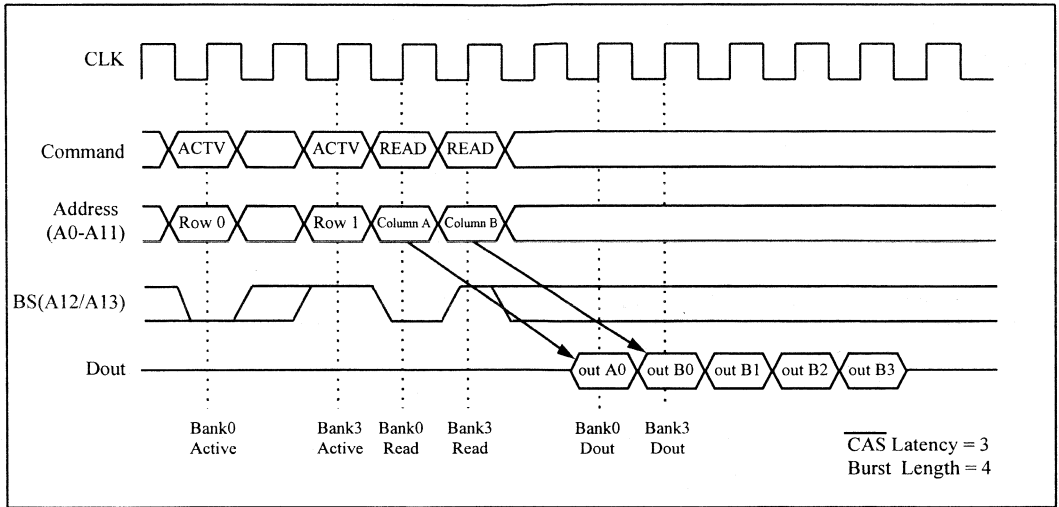 CLK
Command
ACTV
ACTV
READ
READ
Address
(A0-A11)
Row 0
Row 1
Column A
Column B
BS(A12/A13)
Dout
out A0
out B0
out B1
out B2
out B3
Bank0
Active
Bank3
Active
Bank0
Read
Bank3
Read
Bank0
Dout
Bank3
Dout
CAS Latency = 3
Burst Length = 4